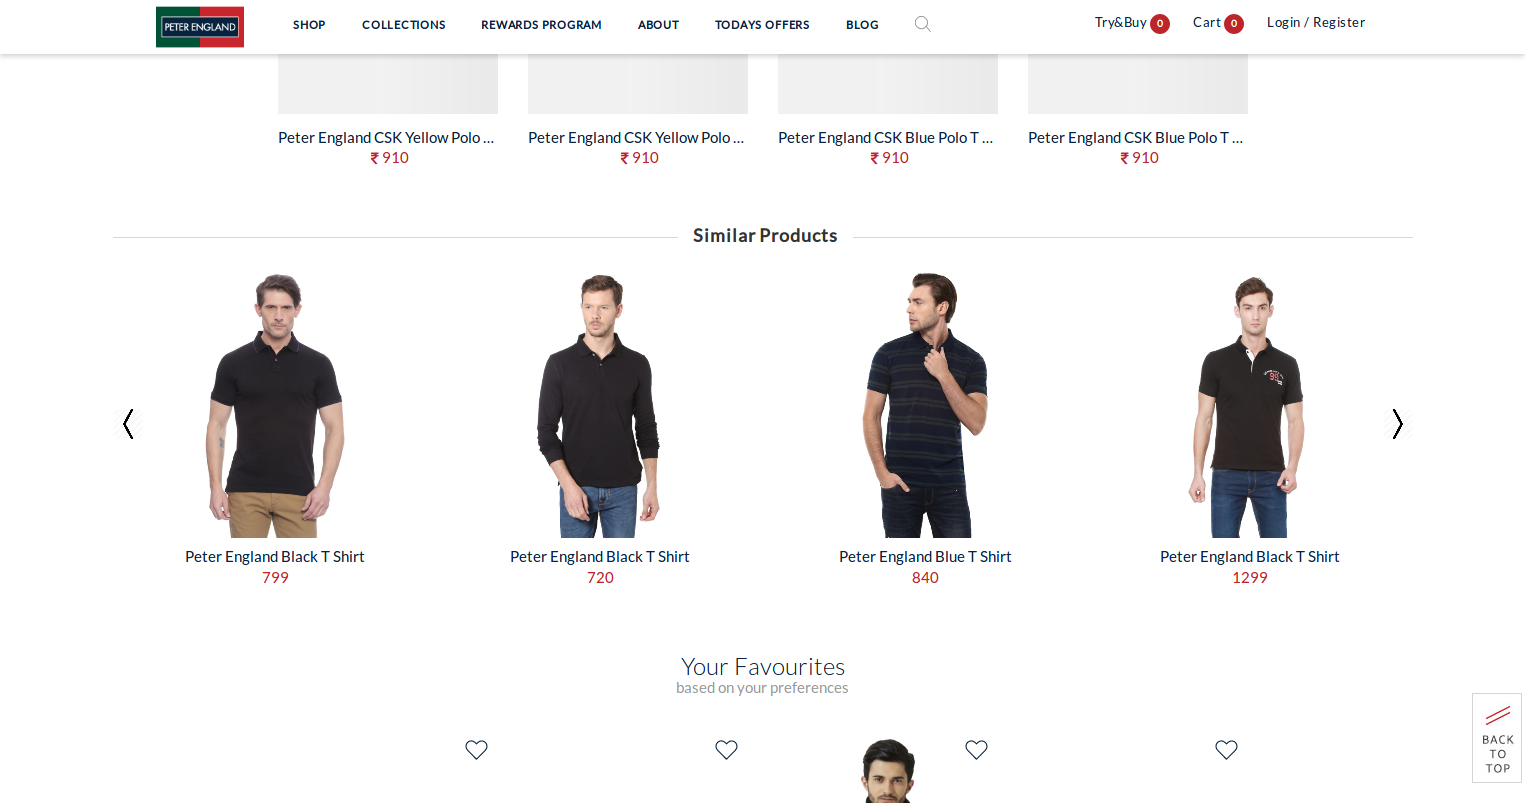 PETER ENGLAND
SHOP COLLECTIONS REWARDS PROGRAM ABOUT TODAYS OFFERS BLOG Try&Buy 0 Cart 0 Login / Register
Peter England CSK Yellow Polo ... Peter England CSK Yellow Polo ... Peter England CSK Blue Polo T ... Peter England CSK Blue Polo T ...
₹ 910 ₹ 910 ₹ 910 ₹ 910
Similar Products
Peter England Black T Shirt Peter England Black T Shirt Peter England Blue T Shirt Peter England Black T Shirt
799 720 840 1299
Your Favourites
based on your preferences
BACK
TO
TOP